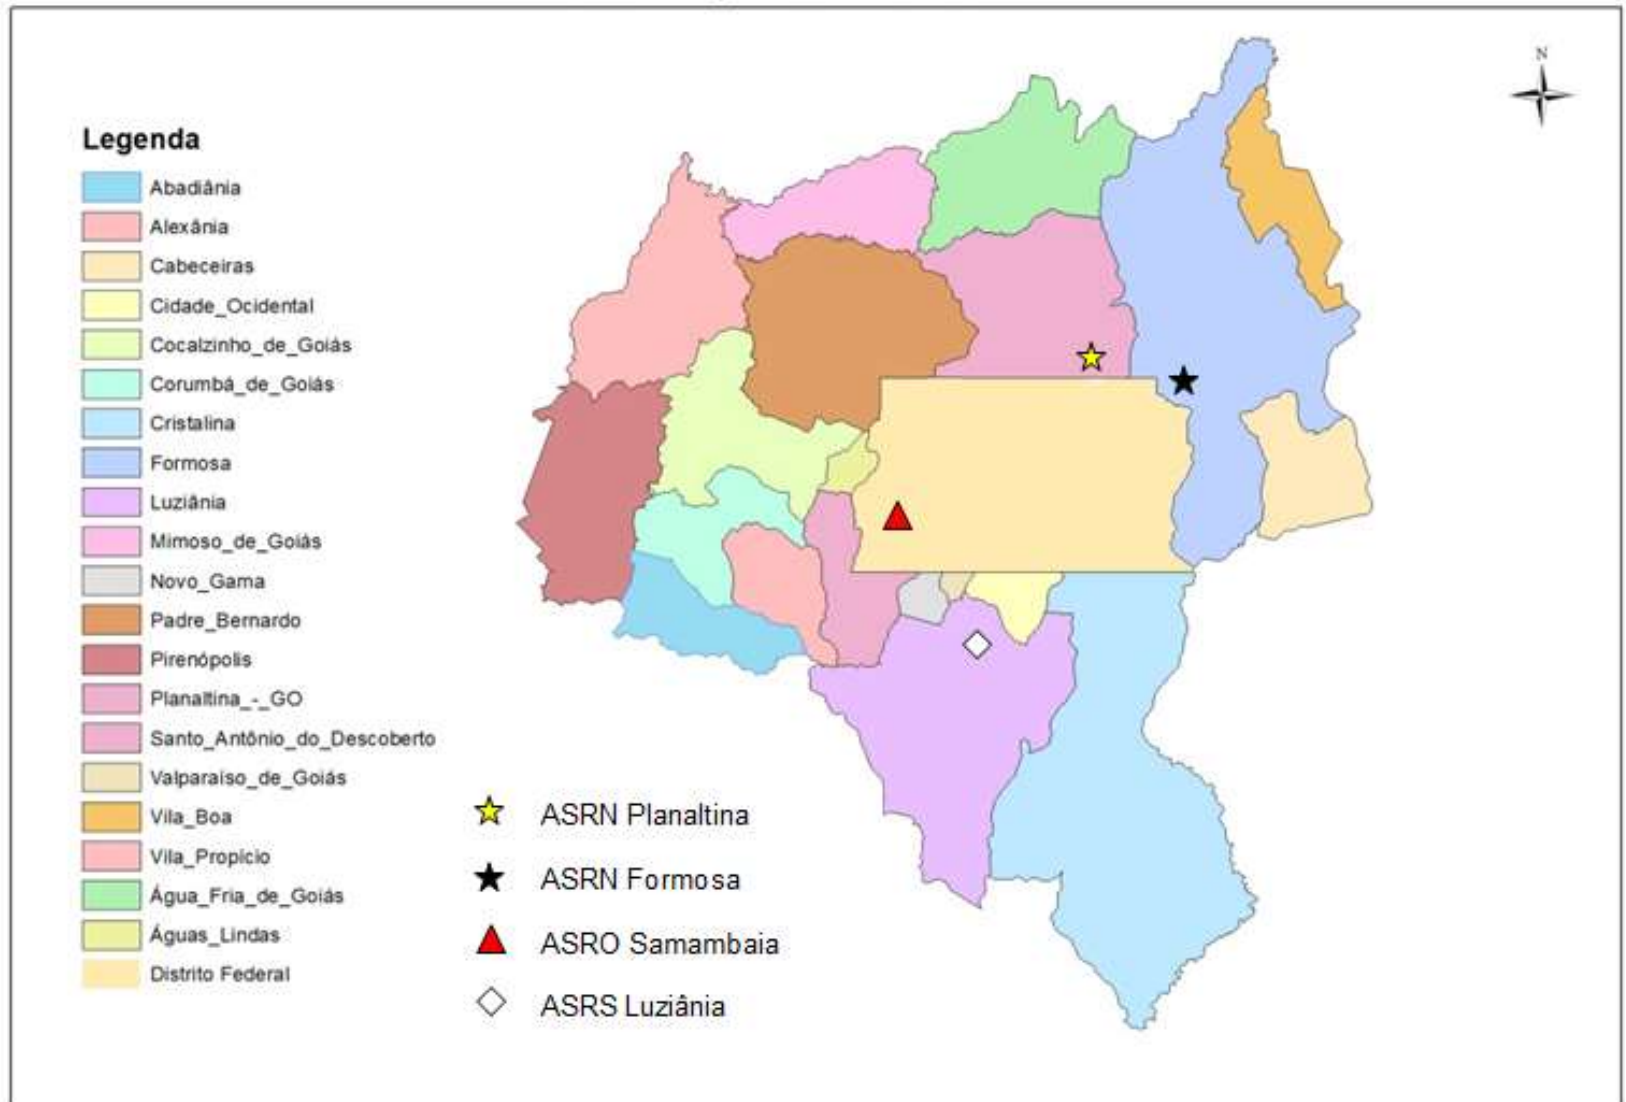 N
Legenda
Abadiânia
Alexânia
Cabeceiras
Cidade_Ocidental
Cocalzinho_de_Goiás
Corumbá_de_Goiás
Cristalina
Formosa
Luziânia
Mimoso_de_Goiás
Novo_Gama
Padre_Bernardo
Pirenópolis
Planaltina_-_GO
Santo_Antônio_do_Descoberto
Valparaíso_de_Goiás
Vila_Boa
Vila_Propício
Água_Fria_de_Goiás
Águas_Lindas
Distrito Federal
ASRN Planaltina
ASRN Formosa
ASRO Samambaia
ASRS Luziânia